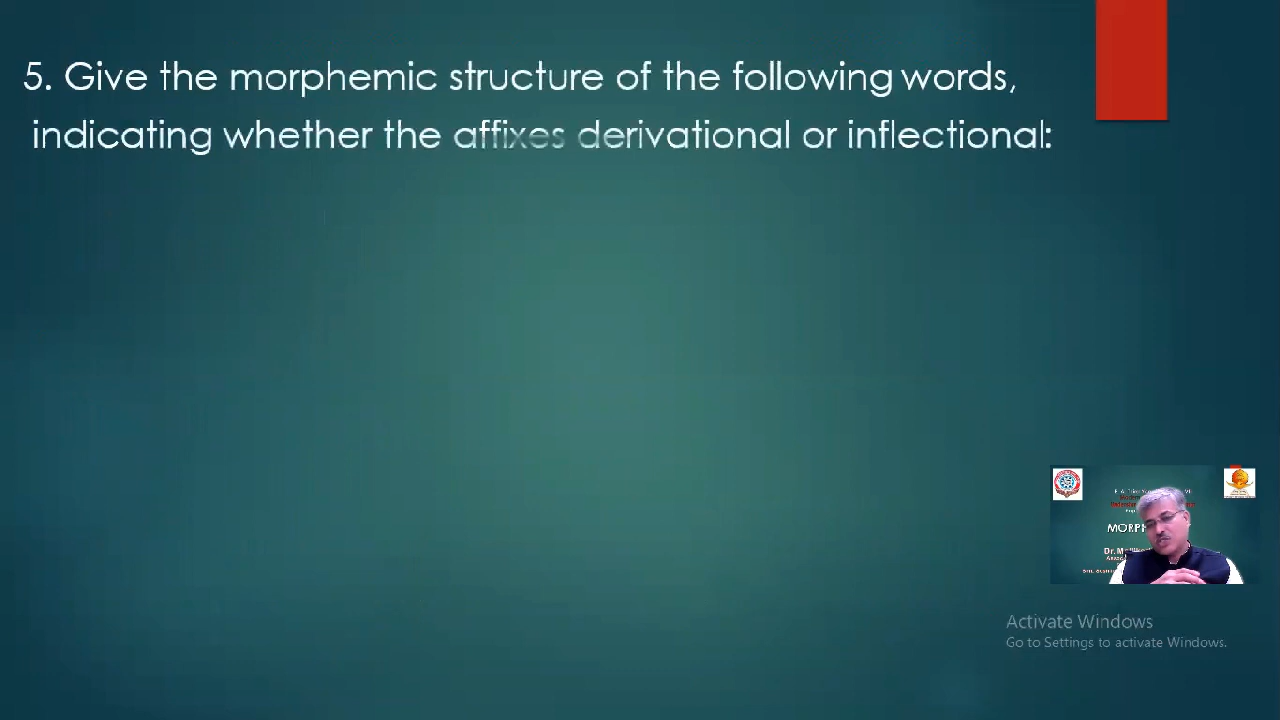 5. Give the morphemic structure of the following words,
indicating whether the affixes derivational or inflectional:
MORPH
Activate Windows
Go to Settings to activate Windows.